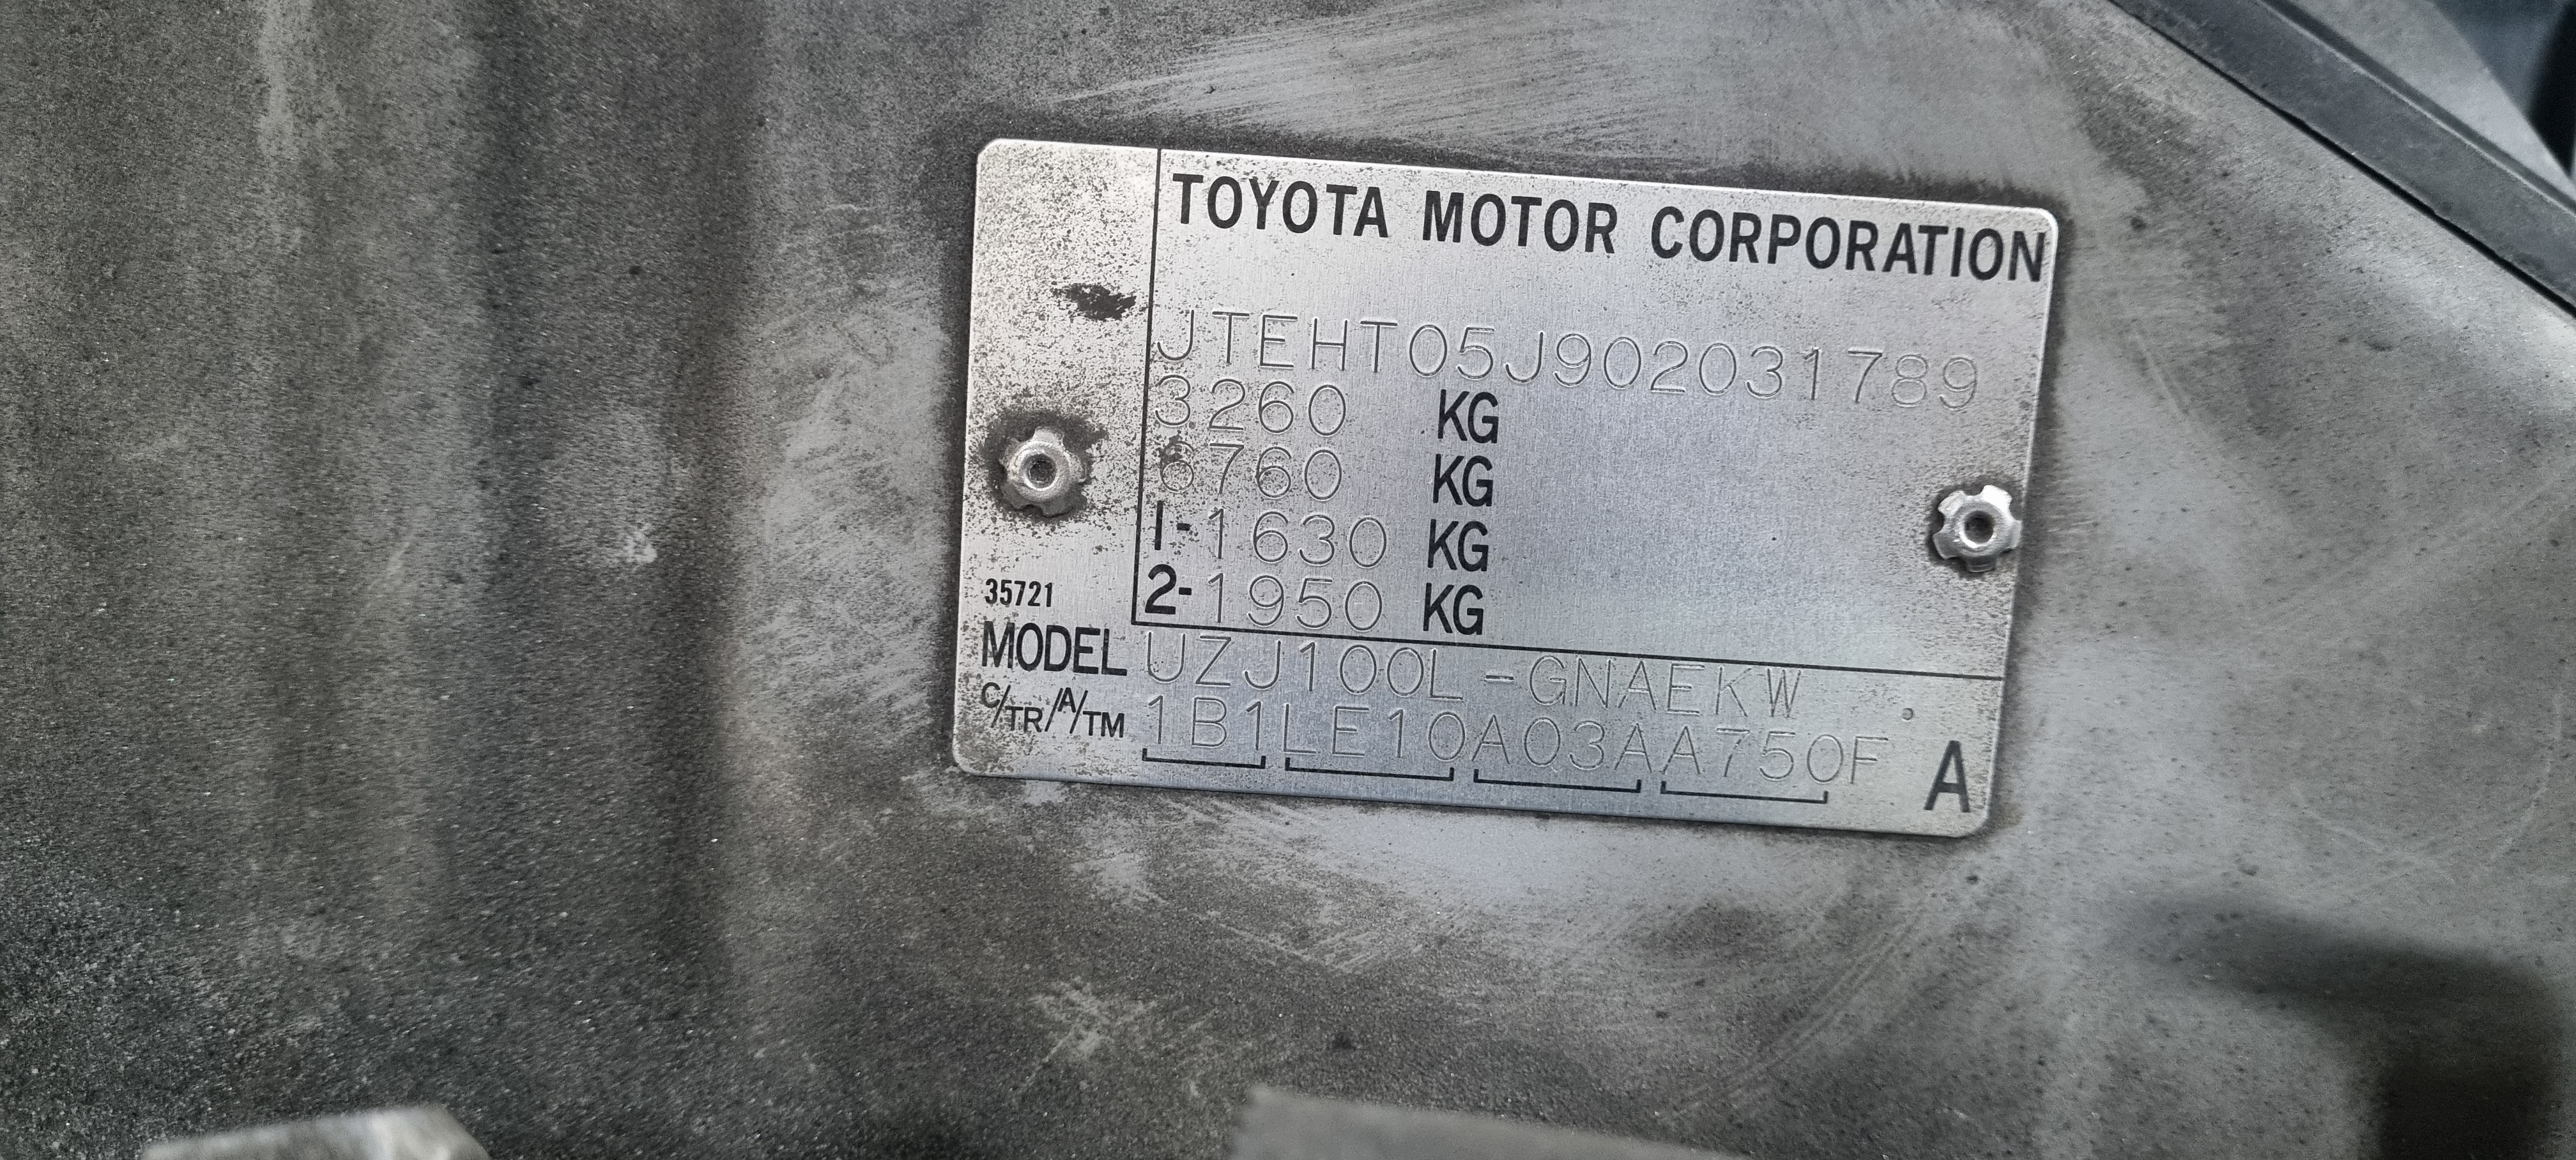 TOYOTA MOTOR CORPORATION
JTEHT05J902031789
3260 KG
6760 KG
1-1630 KG
2-1950 KG
35721
MODEL UZJ100L-GNAEKW
C/TR/A/TM 1B1LE10A03AA750F A